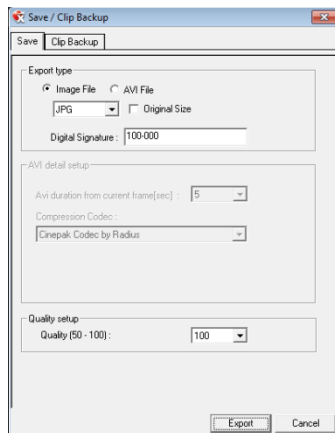 Save / Clip Backup
Save Clip Backup
Export type
Image File AVI File
JPG Original Size
Digital Signature : 100-000
AVI detail setup
Avi duration from current frame[sec] : 5
Compression Codec :
Cinepak Codec by Radius
Quality setup
Quality (50 - 100) : 100
Export Cancel